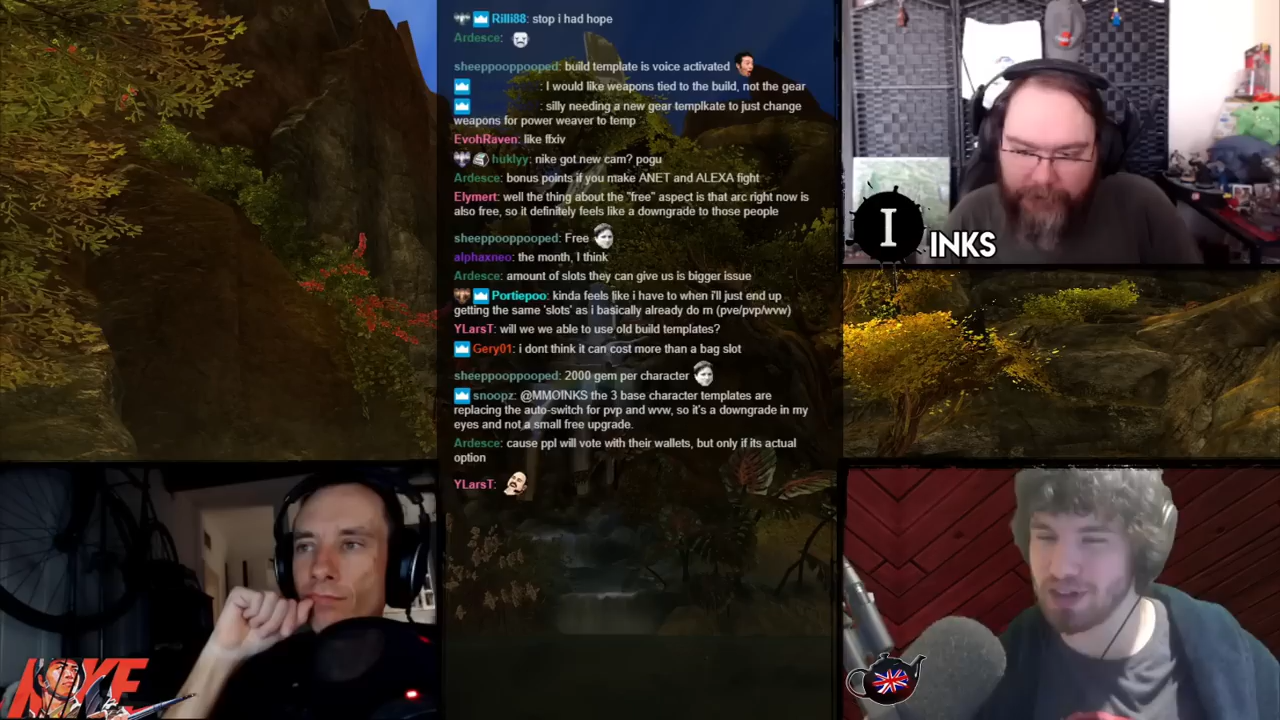 Rilli88: stop i had hope
Ardesce:
sheeppooppooped: build template is voice activated
: I would like weapons tied to the build, not the gear
: silly needing a new gear templkate to just change
weapons for power weaver to temp
EvohRaven: like ffxiv
huklyy: nike got new cam? pogu
Ardesce: bonus points if you make ANET and ALEXA fight
Elymert: well the thing about the "free" aspect is that arc right now is
also free, so it definitely feels like a downgrade to those people
sheeppooppooped: Free
alphaxneo: the month, I think
Ardesce: amount of slots they can give us is bigger issue
Portiepoo: kinda feels like i have to when i'll just end up
getting the same 'slots' as i basically already do rn (pve/pvp/wvw)
YLarsT: will we we able to use old build templates?
Gery01: i dont think it can cost more than a bag slot
sheeppooppooped: 2000 gem per character
snoopz: @MMOINKS the 3 base character templates are
replacing the auto-switch for pvp and wvw, so it's a downgrade in my
eyes and not a small free upgrade.
Ardesce: cause ppl will vote with their wallets, but only if its actual
option
YLarsT:
I INKS
NIKE